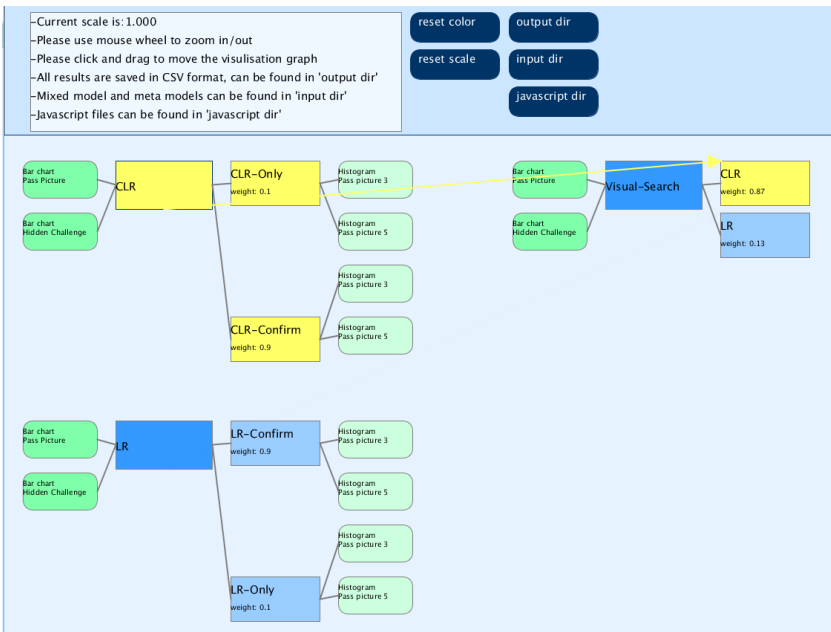 -Current scale is:1.000
-Please use mouse wheel to zoom in/out
-Please click and drag to move the visulisation graph
-All results are saved in CSV format, can be found in 'output dir'
-Mixed model and meta models can be found in 'input dir'
-Javascript files can be found in 'javascript dir'
reset color
output dir
reset scale
input dir
javascript dir
Bar chart
Pass Picture
Bar chart
Hidden Challenge
CLR
CLR-Only
weight: 0.1
Histogram
Pass picture 3
Histogram
Pass picture 5
CLR-Confirm
weight: 0.9
Histogram
Pass picture 3
Histogram
Pass picture 5
Bar chart
Pass Picture
Bar chart
Hidden Challenge
Visual-Search
CLR
weight: 0.87
LR
weight: 0.13
Bar chart
Pass Picture
Bar chart
Hidden Challenge
LR
LR-Confirm
weight: 0.9
Histogram
Pass picture 3
Histogram
Pass picture 5
LR-Only
weight: 0.1
Histogram
Pass picture 3
Histogram
Pass picture 5